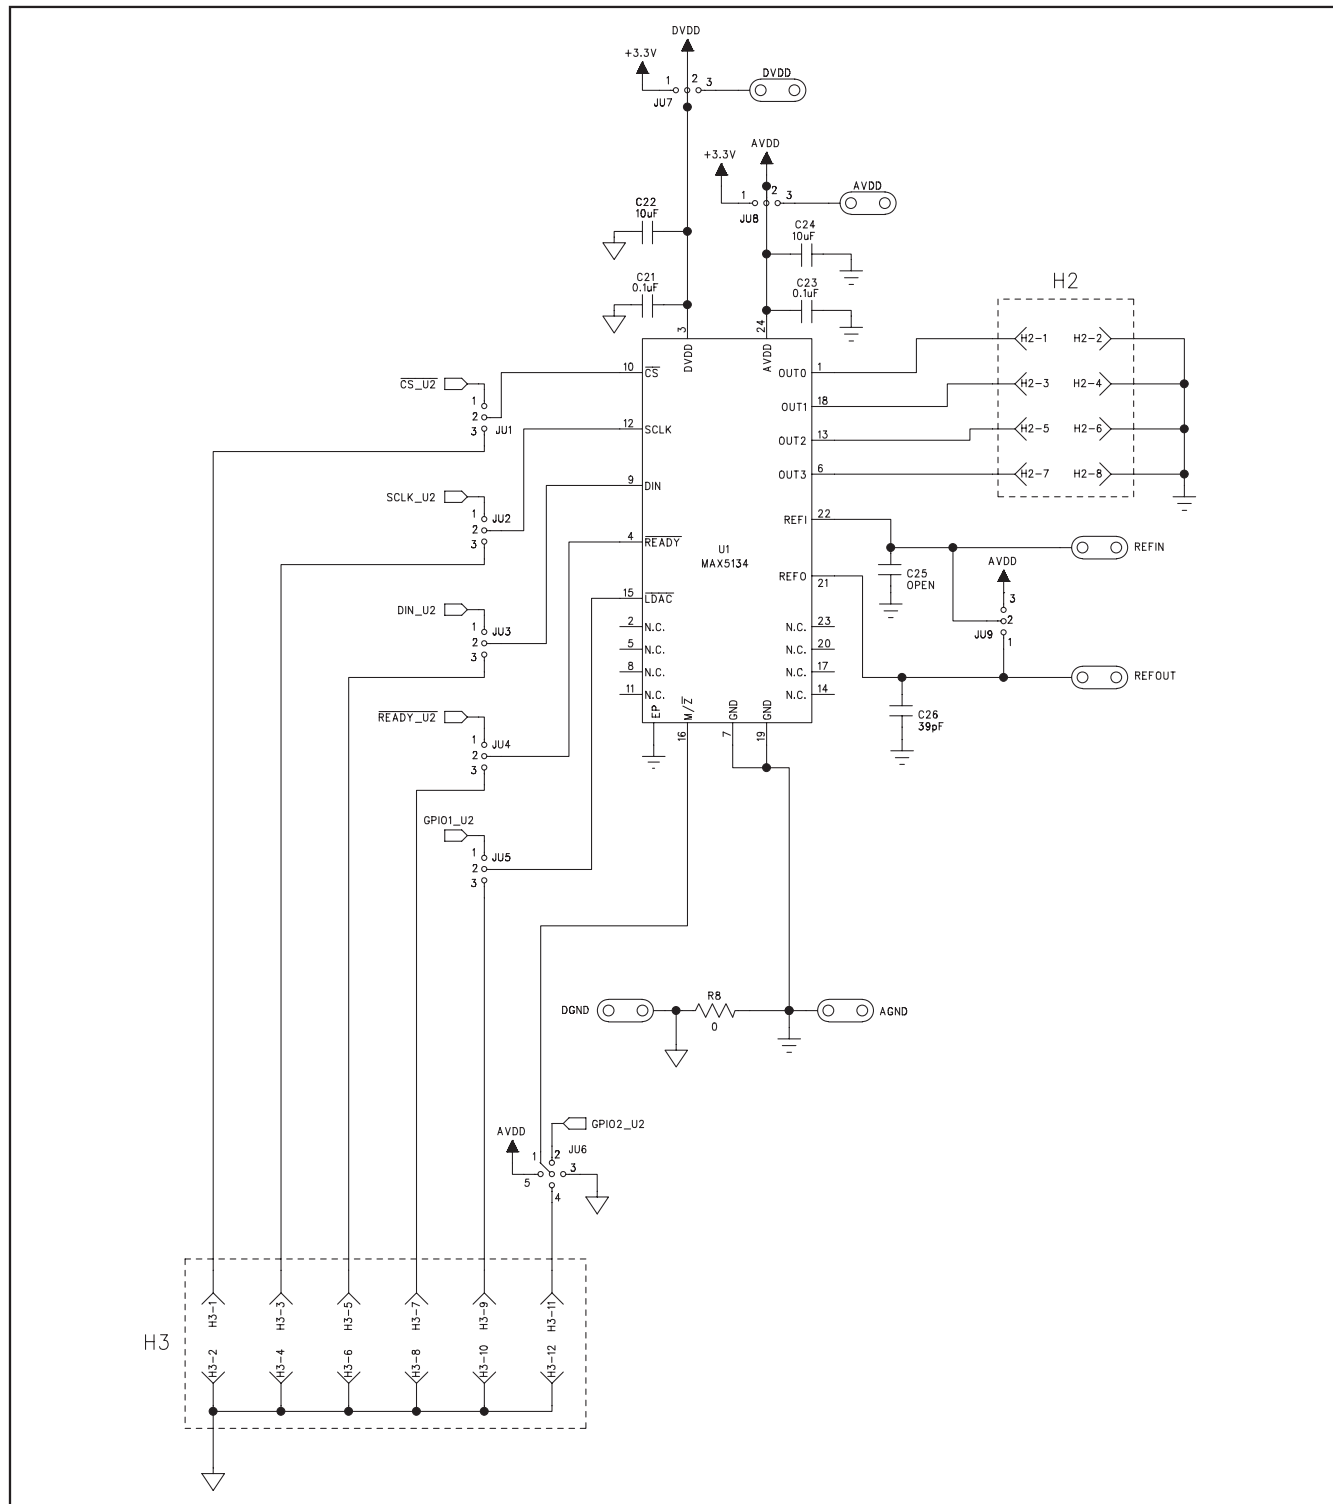 DVDD
+3.3V
1 2 3
JU7
DVDD
AVDD
+3.3V
1 2 3
JU8
AVDD
C22
10uF
C24
10uF
C21
0.1uF
C23
0.1uF
3
24
DVDD
AVDD
H2
H2-1 H2-2
H2-3 H2-4
H2-5 H2-6
H2-7 H2-8
CS_U2
1
2
3
JU1
10
CS
12
SCLK
9
DIN
4
READY
15
LDAC
2
N.C.
5
N.C.
8
N.C.
11
N.C.
U1
MAX5134
OUT0
1
OUT1
18
OUT2
13
OUT3
6
REFI
22
REFO
21
N.C.
23
N.C.
20
N.C.
17
N.C.
14
EP
M/Z
GND
GND
16
7
19
SCLK_U2
1
2
3
JU2
DIN_U2
1
2
3
JU3
READY_U2
1
2
3
JU4
GPIO1_U2
1
2
3
JU5
REFIN
C25
OPEN
AVDD
3
2
1
JU9
REFOUT
C26
39pF
DGND
R8
0
AGND
GPIO2_U2
AVDD
JU6
1
2
3
4
5
H3
H3-1
H3-3
H3-5
H3-7
H3-9
H3-11
H3-2
H3-4
H3-6
H3-8
H3-10
H3-12